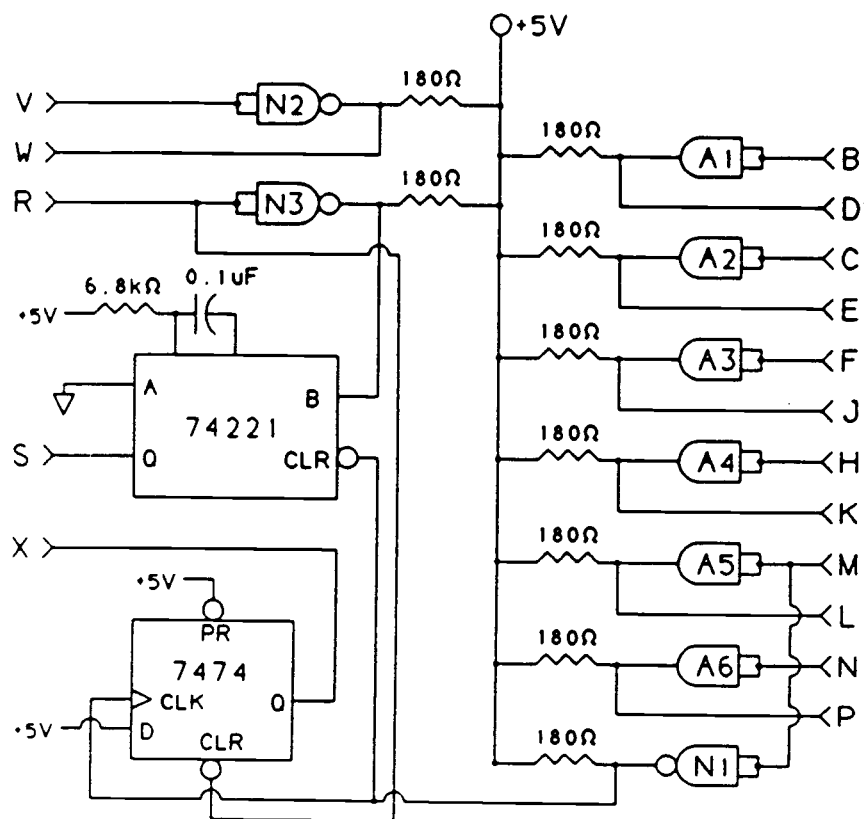 +5V
180Ω
V N2
W
180Ω
A1 B
180Ω
R N3
D
180Ω
A2 C
6.8kΩ 0.1uF
E
+5V
180Ω
A3 F
A B
J
74221
180Ω
S Q CLR
A4 H
K
X
180Ω
A5 M
+5V
L
PR
180Ω
7474
A6 N
CLK Q
P
+5V D
CLR
180Ω
N1